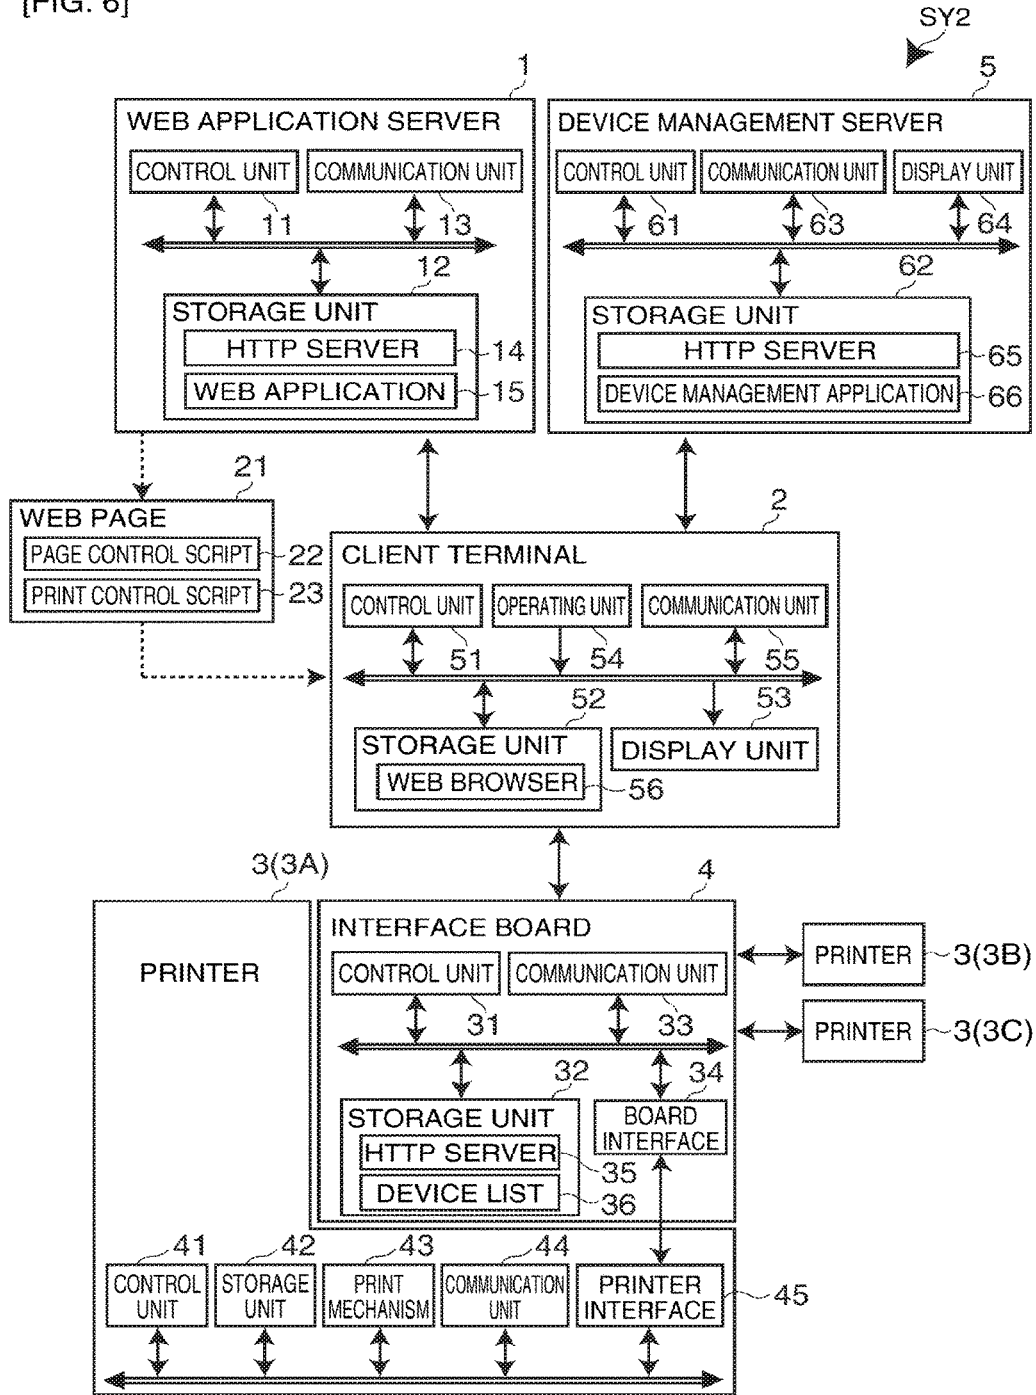 [FIG. 6]
SY2
1
5
WEB APPLICATION SERVER
DEVICE MANAGEMENT SERVER
CONTROL UNIT
COMMUNICATION UNIT
CONTROL UNIT
COMMUNICATION UNIT
DISPLAY UNIT
11
13
61
63
64
12
62
STORAGE UNIT
STORAGE UNIT
HTTP SERVER
14
HTTP SERVER
65
WEB APPLICATION
15
DEVICE MANAGEMENT APPLICATION
66
21
2
WEB PAGE
PAGE CONTROL SCRIPT
22
PRINT CONTROL SCRIPT
23
CLIENT TERMINAL
CONTROL UNIT
OPERATING UNIT
COMMUNICATION UNIT
51
54
55
52
53
STORAGE UNIT
DISPLAY UNIT
WEB BROWSER
56
3(3A)
4
PRINTER
INTERFACE BOARD
CONTROL UNIT
COMMUNICATION UNIT
31
33
PRINTER
3(3B)
PRINTER
3(3C)
32
34
STORAGE UNIT
BOARD
INTERFACE
HTTP SERVER
35
DEVICE LIST
36
41
42
43
44
CONTROL
UNIT
STORAGE
UNIT
PRINT
MECHANISM
COMMUNICATION
UNIT
PRINTER
INTERFACE
45